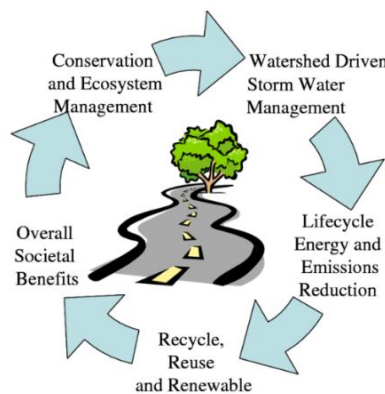 Conservation
and Ecosystem
Management
Watershed Driven
Storm Water
Management
Lifecycle
Energy and
Emissions
Reduction
Recycle,
Reuse
and Renewable
Overall
Societal
Benefits